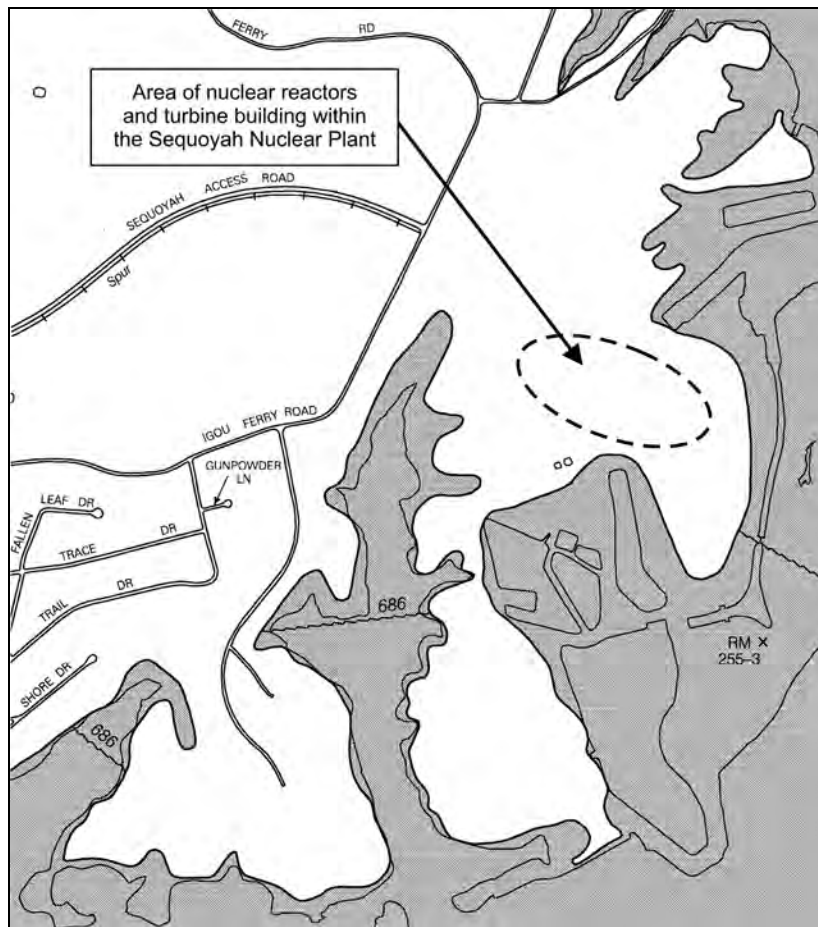 FERRY RD
Area of nuclear reactors
and turbine building within
the Sequoyah Nuclear Plant
SEQUOYAH ACCESS ROAD
Spur
IGOU FERRY ROAD
GUNPOWDER
LN
FALLEN
LEAF DR
TRACE DR
TRAIL DR
SHORE DR
686
686
RM X
255-3